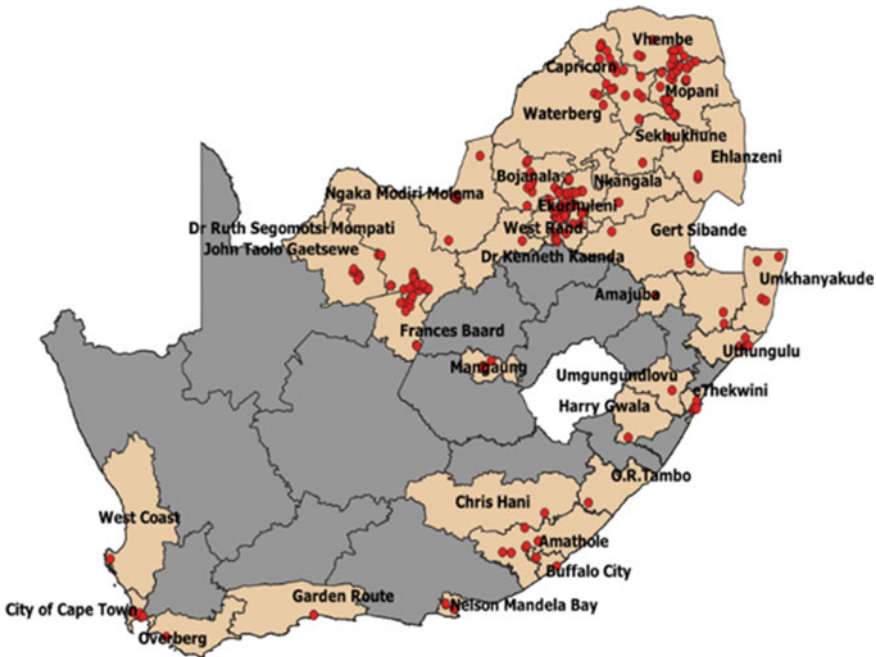 Vhembe
Capricorn
Mopani
Waterberg
Sekhukhune
Ehlanzeni
Bojanala
Nkangala
Ngaka Modiri Molema
Ekurhuleni
Dr Ruth Segomotsi Mompati
West Rand
Gert Sibande
John Taolo Gaetsewe
Dr Kenneth Kaunda
Umkhanyakude
Amajuba
Frances Baard
Uthungulu
Mangaung
Umgungundlovu
eThekwini
Harry Gwala
O.R.Tambo
Chris Hani
West Coast
Amathole
Buffalo City
Garden Route
Nelson Mandela Bay
City of Cape Town
Overberg